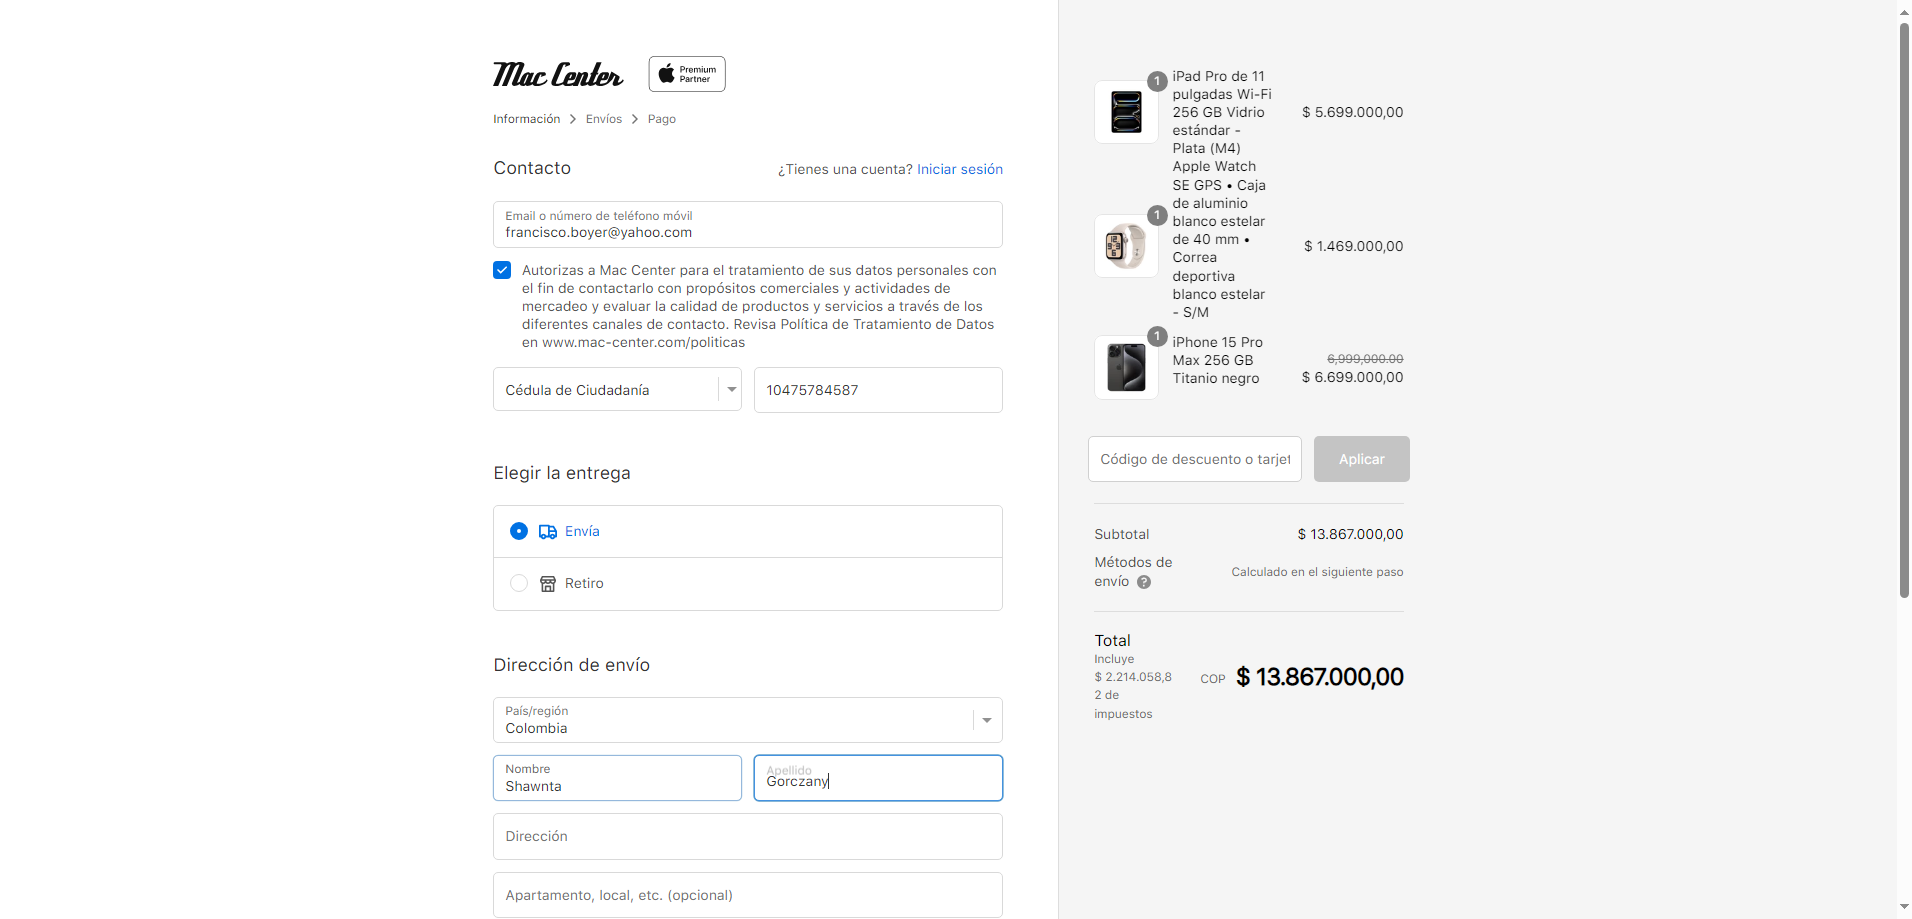 Mac Center
Premium
Partner
Información > Envíos > Pago
Contacto
¿Tienes una cuenta? Iniciar sesión
Email o número de teléfono móvil
francisco.boyer@yahoo.com
Autorizas a Mac Center para el tratamiento de sus datos personales con
el fin de contactarlo con propósitos comerciales y actividades de
mercadeo y evaluar la calidad de productos y servicios a través de los
diferentes canales de contacto. Revisa Política de Tratamiento de Datos
en www.mac-center.com/politicas
Cédula de Ciudadanía
10475784587
Elegir la entrega
Envía
Retiro
Dirección de envío
País/región
Colombia
Nombre
Shawnta
Apellido
Gorczany
Dirección
Apartamento, local, etc. (opcional)
1
iPad Pro de 11
pulgadas Wi-Fi
256 GB Vidrio
estándar -
Plata (M4)
$ 5.699.000,00
1
Apple Watch
SE GPS • Caja
de aluminio
blanco estelar
de 40 mm •
Correa
deportiva
blanco estelar
- S/M
$ 1.469.000,00
1
iPhone 15 Pro
Max 256 GB
Titanio negro
6,999,000.00
$ 6.699.000,00
Código de descuento o tarjet
Aplicar
Subtotal
$ 13.867.000,00
Métodos de
envío ?
Calculado en el siguiente paso
Total
Incluye
$ 2.214.058,8
2 de
impuestos
COP $ 13.867.000,00